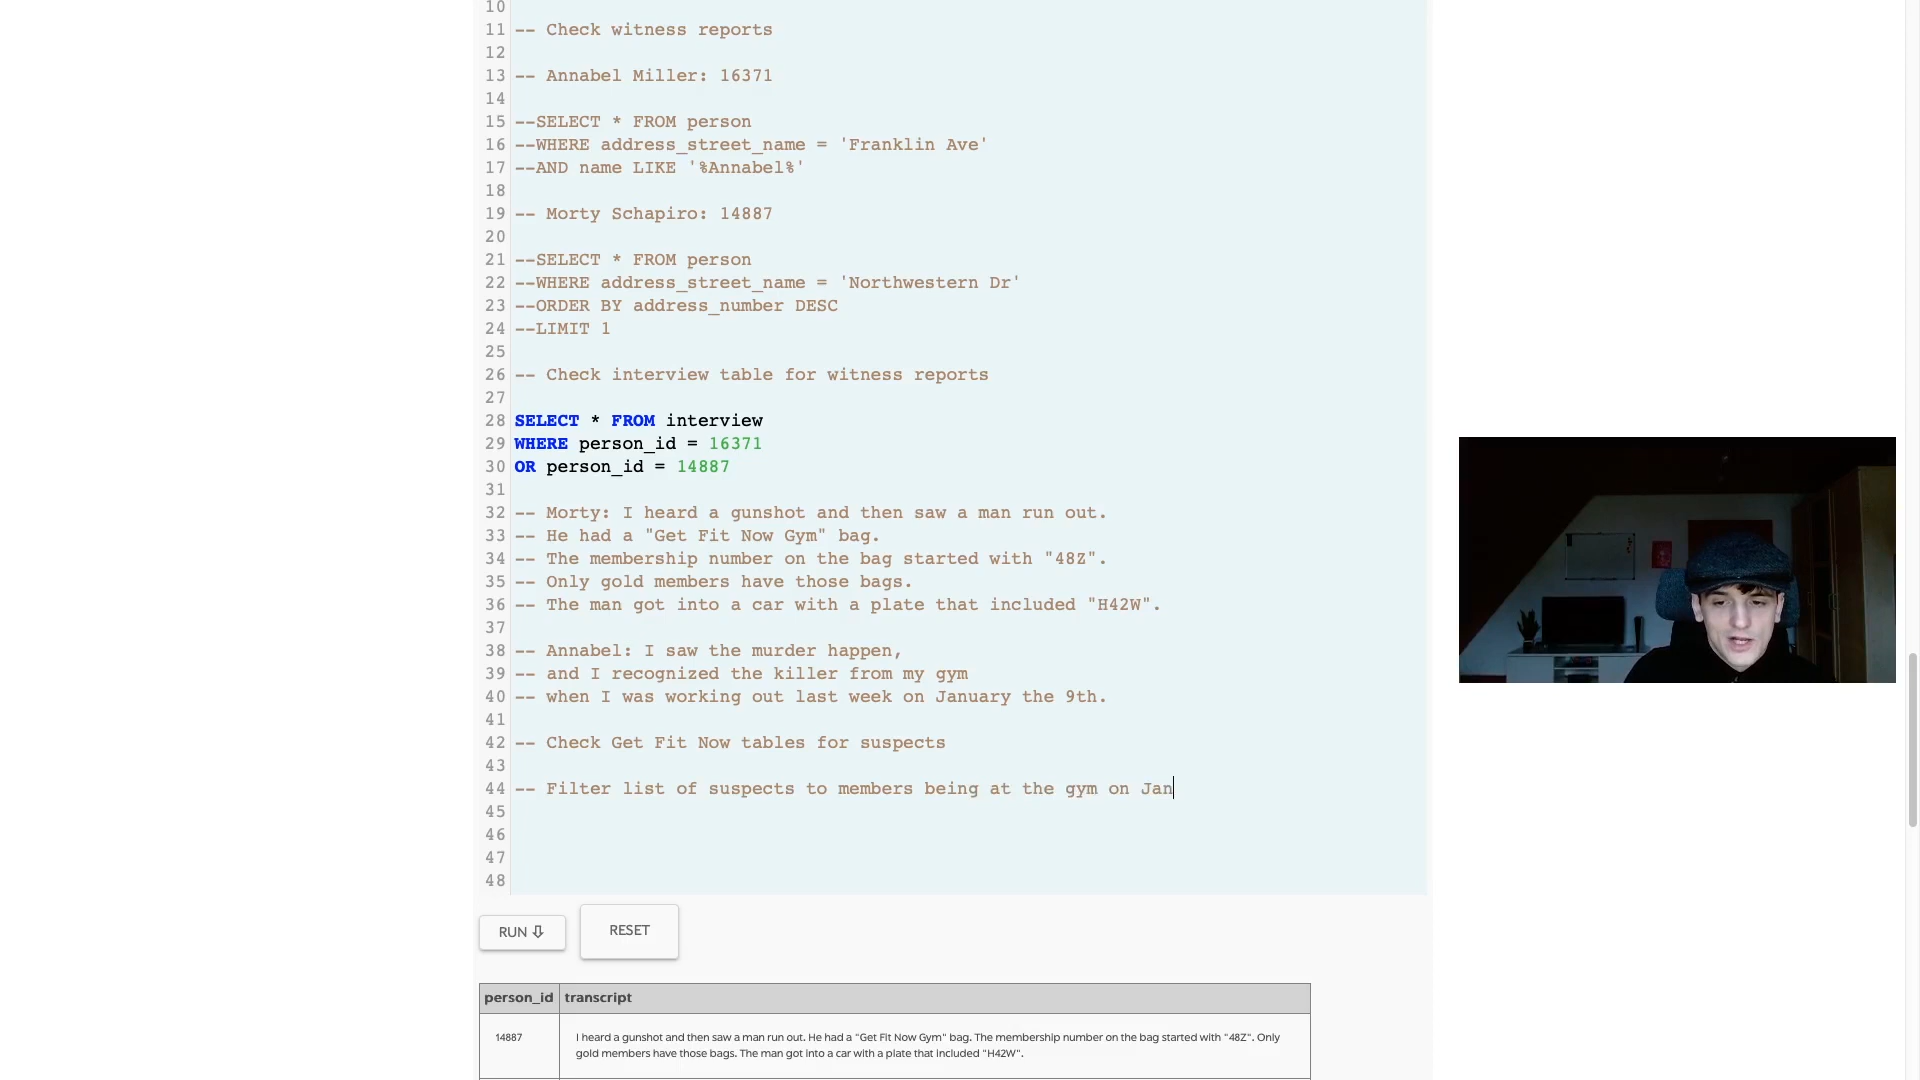 10
11 -- Check witness reports
12
13 -- Annabel Miller: 16371
14
15 --SELECT * FROM person
16 --WHERE address_street_name = 'Franklin Ave'
17 --AND name LIKE '%Annabel%'
18
19 -- Morty Schapiro: 14887
20
21 --SELECT * FROM person
22 --WHERE address_street_name = 'Northwestern Dr'
23 --ORDER BY address_number DESC
24 --LIMIT 1
25
26 -- Check interview table for witness reports
27
28 SELECT * FROM interview
29 WHERE person_id = 16371
30 OR person_id = 14887
31
32 -- Morty: I heard a gunshot and then saw a man run out.
33 -- He had a "Get Fit Now Gym" bag.
34 -- The membership number on the bag started with "48Z".
35 -- Only gold members have those bags.
36 -- The man got into a car with a plate that included "H42W".
37
38 -- Annabel: I saw the murder happen,
39 -- and I recognized the killer from my gym
40 -- when I was working out last week on January the 9th.
41
42 -- Check Get Fit Now tables for suspects
43
44 -- Filter list of suspects to members being at the gym on Jan
45
46
47
48
RUN ⇩ RESET
person_id transcript
14887 I heard a gunshot and then saw a man run out. He had a "Get Fit Now Gym" bag. The membership number on the bag started with "48Z". Only
gold members have those bags. The man got into a car with a plate that included "H42W".